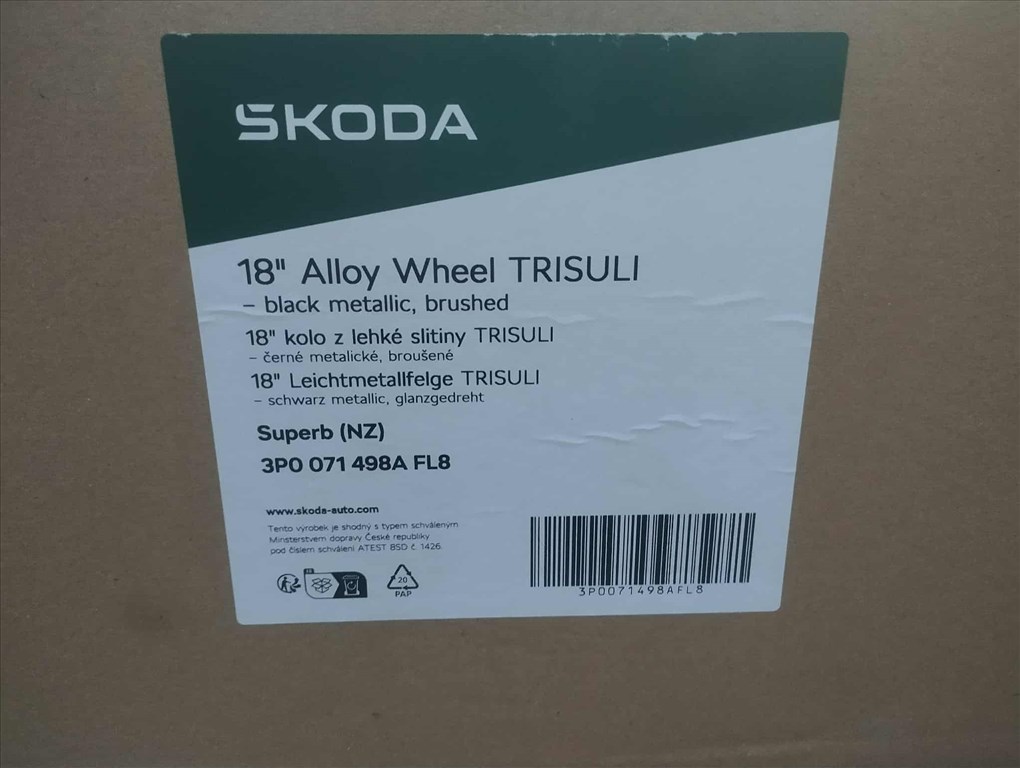 ŠKODA
18" Alloy Wheel TRISULI
– black metallic, brushed
18" kolo z lehké slitiny TRISULI
– černé metalické, broušené
18" Leichtmetallfelge TRISULI
– schwarz metallic, glanzgedreht
Superb (NZ)
3P0 071 498A FL8
www.skoda-auto.com
Tento výrobek je shodný s typem schváleným
Ministerstvem dopravy České republiky
pod číslem schválení ATEST 8SD č. 1426.
20
PAP
3P0071498AFL8